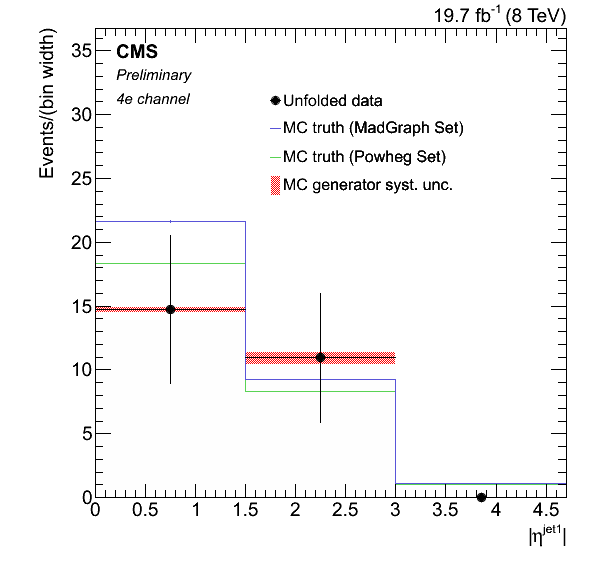 19.7 fb⁻¹ (8 TeV)
CMS
Preliminary
4e channel
Unfolded data
MC truth (MadGraph Set)
MC truth (Powheg Set)
MC generator syst. unc.
Events/(bin width)
35
30
25
20
15
10
5
0
0 0.5 1 1.5 2 2.5 3 3.5 4 4.5
|η^jet1|